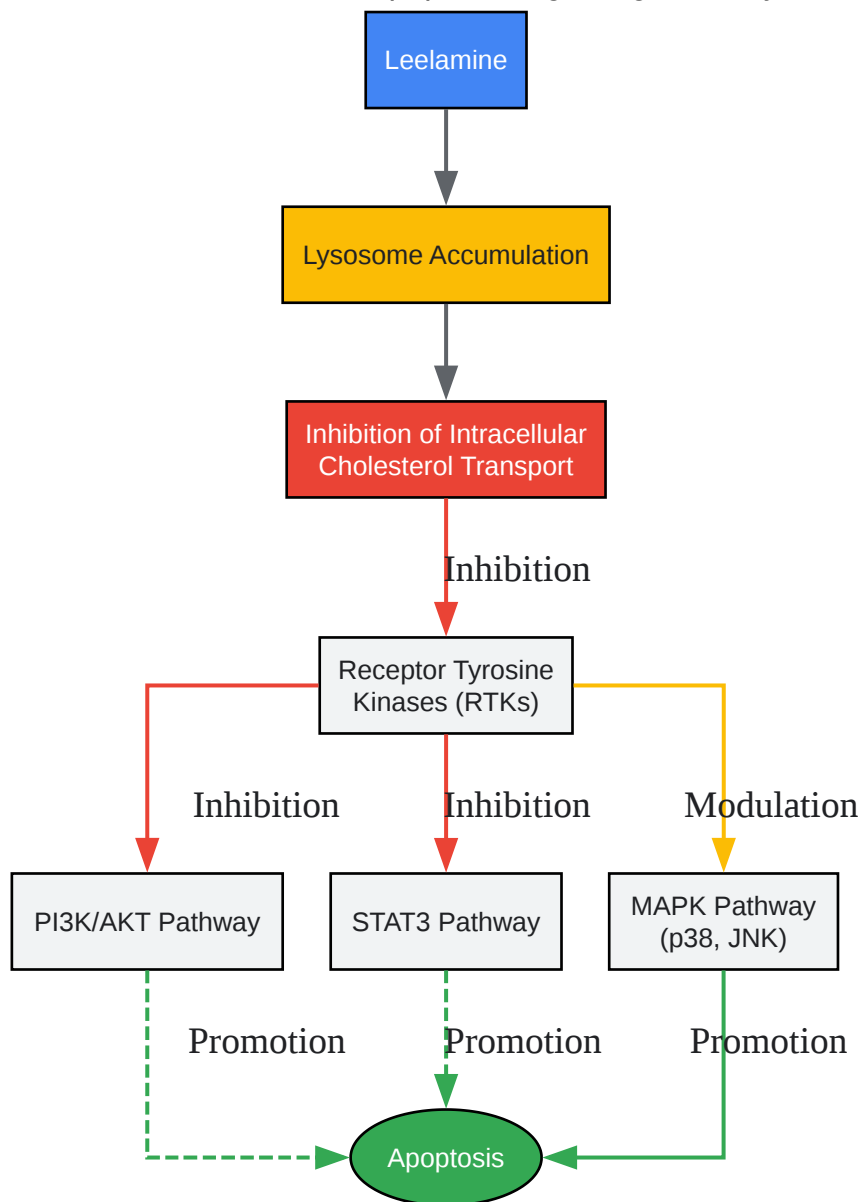 Leelamine
Lysosome Accumulation
Inhibition of Intracellular
Cholesterol Transport
Inhibition
Receptor Tyrosine
Kinases (RTKs)
Inhibition
Inhibition
Modulation
PI3K/AKT Pathway
STAT3 Pathway
MAPK Pathway
(p38, JNK)
Promotion
Promotion
Promotion
Apoptosis